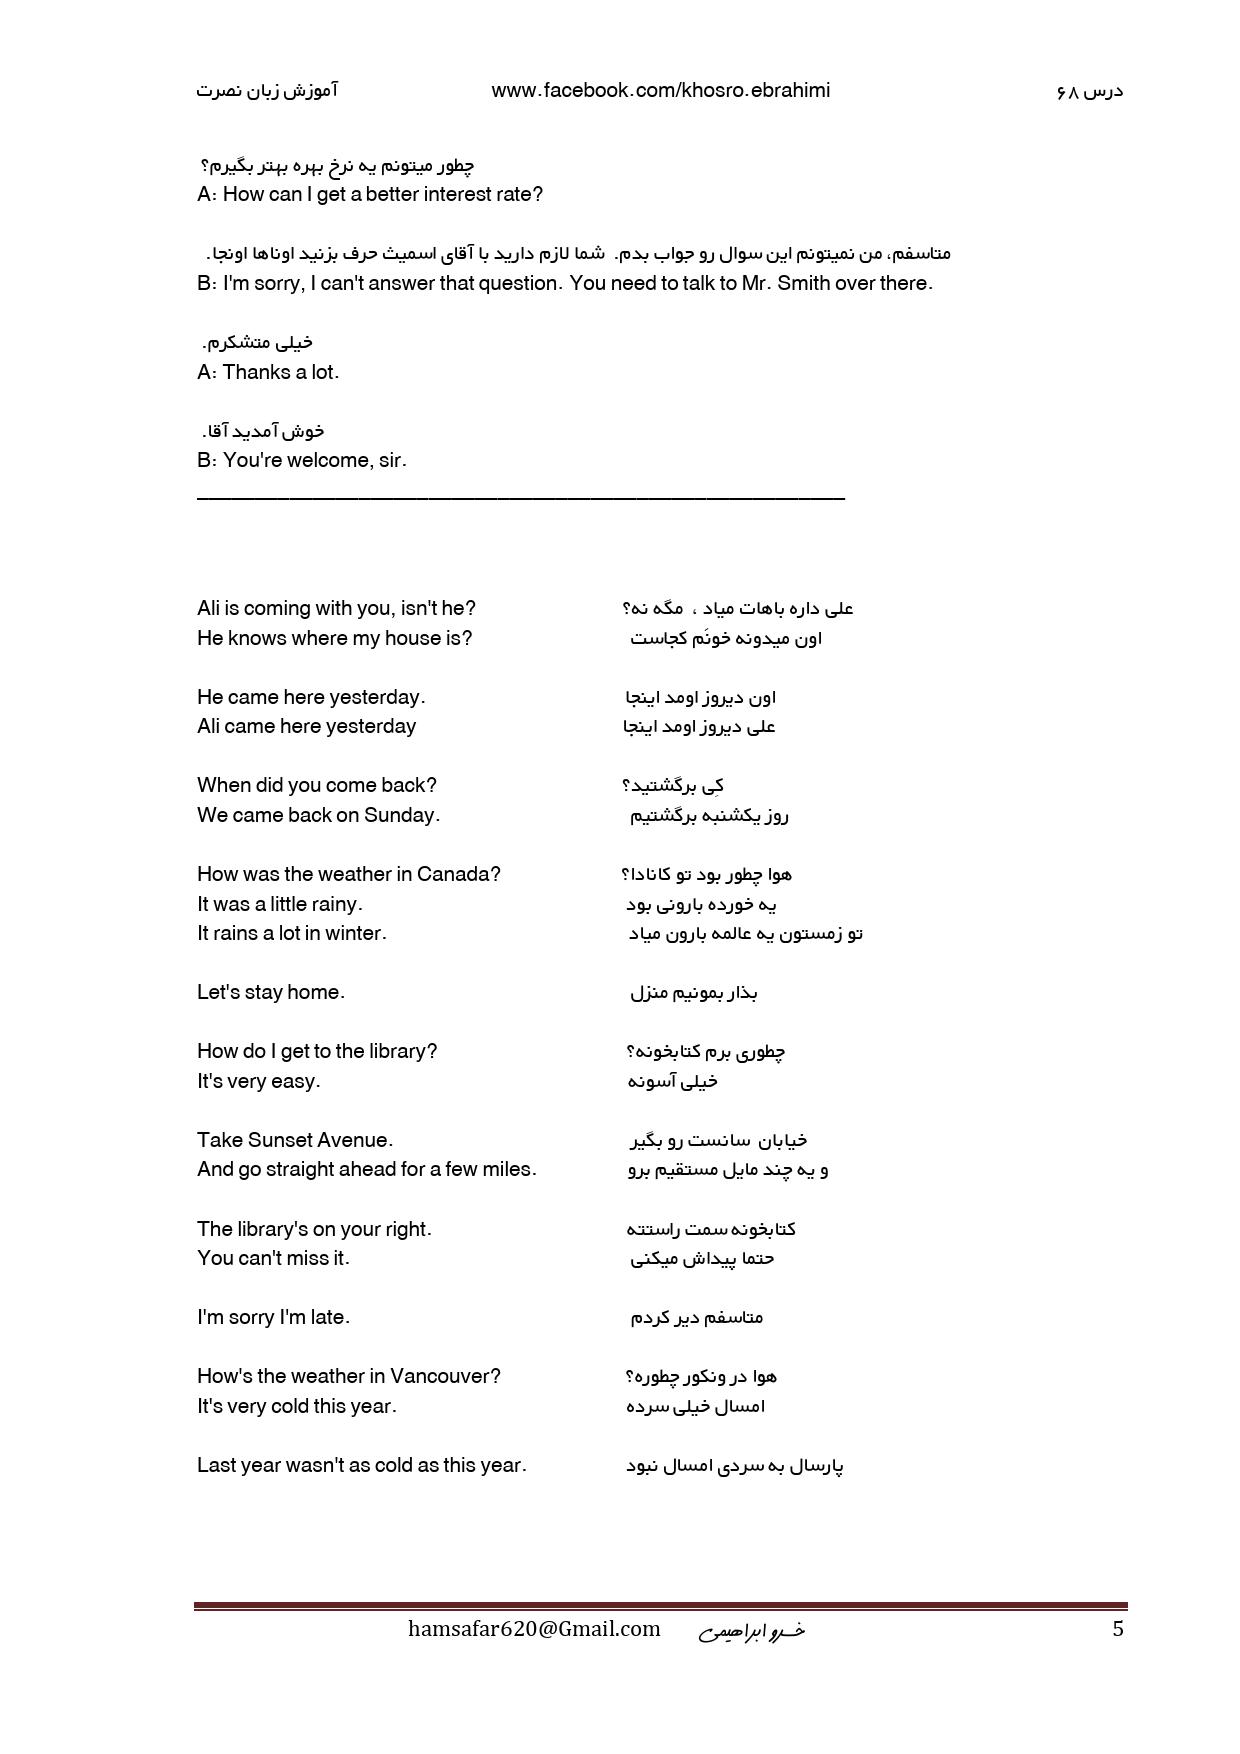 آموزش زبان نصرت www.facebook.com/khosro.ebrahimi درس ۶۸
چطور میتونم یه نرخ بهره بهتر بگیرم؟
A: How can I get a better interest rate?
متاسفم، من نمیتونم این سوال رو جواب بدم. شما لازم دارید با آقای اسمیث حرف بزنید اوناها اونجا.
B: I'm sorry, I can't answer that question. You need to talk to Mr. Smith over there.
خیلی متشکرم.
A: Thanks a lot.
خوش آمدید آقا.
B: You're welcome, sir.
Ali is coming with you, isn't he? علی داره باهات میاد ، مگه نه؟
He knows where my house is? اون میدونه خونَم کجاست
He came here yesterday. اون دیروز اومد اینجا
Ali came here yesterday علی دیروز اومد اینجا
When did you come back? کِی برگشتید؟
We came back on Sunday. روز یکشنبه برگشتیم
How was the weather in Canada? هوا چطور بود تو کانادا؟
It was a little rainy. یه خورده بارونی بود
It rains a lot in winter. تو زمستون یه عالمه بارون میاد
Let's stay home. بذار بمونیم منزل
How do I get to the library? چطوری برم کتابخونه؟
It's very easy. خیلی آسونه
Take Sunset Avenue. خیابان سانست رو بگیر
And go straight ahead for a few miles. و یه چند مایل مستقیم برو
The library's on your right. کتابخونه سمت راستته
You can't miss it. حتما پیداش میکنی
I'm sorry I'm late. متاسفم دیر کردم
How's the weather in Vancouver? هوا در ونکور چطوره؟
It's very cold this year. امسال خیلی سرده
Last year wasn't as cold as this year. پارسال به سردی امسال نبود
hamsafar620@Gmail.com خسرو ابراهیمی 5